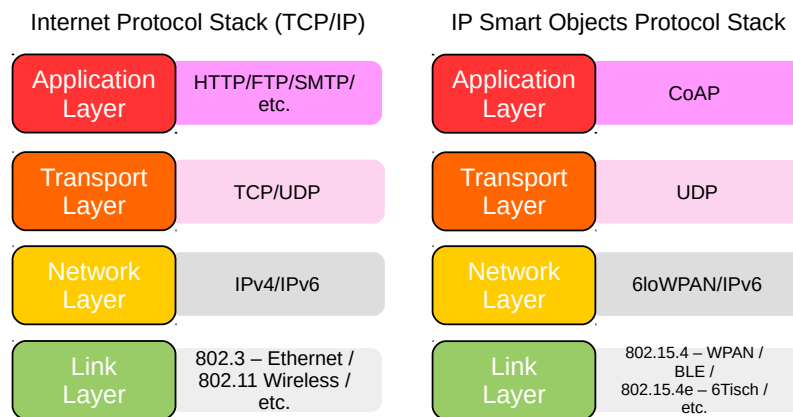 Internet Protocol Stack (TCP/IP)
IP Smart Objects Protocol Stack
Application
Layer
HTTP/FTP/SMTP/
etc.
Application
Layer
CoAP
Transport
Layer
TCP/UDP
Transport
Layer
UDP
Network
Layer
IPv4/IPv6
Network
Layer
6loWPAN/IPv6
Link
Layer
802.3 – Ethernet /
802.11 Wireless /
etc.
Link
Layer
802.15.4 – WPAN /
BLE /
802.15.4e – 6Tisch /
etc.